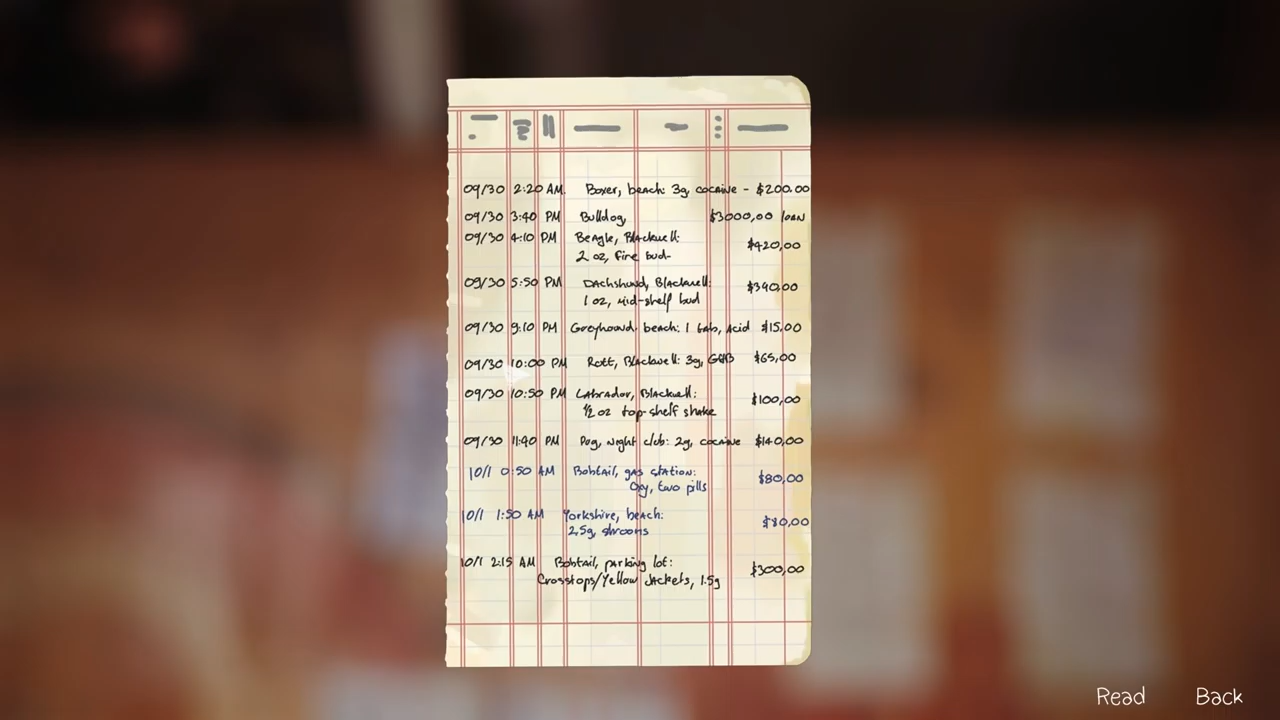 09/30 2:20 AM. Boxer, beach: 3g, cocaine - $200.00
09/30 3:40 PM Bulldog, $3000,00 loan
09/30 4:10 PM Beagle, Blackwell: $420,00
2 oz, fire bud-
09/30 5:50 PM Dachshund, Blackwell: $340,00
1 oz, mid-shelf bud
09/30 9:10 PM Greyhound, beach: 1 tab, Acid $15,00
09/30 10:00 PM Rott, Blackwell: 3g, GHB $65,00
09/30 10:50 PM Labrador, Blackwell: $100,00
1/2 oz top-shelf shake
09/30 11:40 PM Pog, night club: 2g, cocaine $140,00
10/1 0:50 AM Bobtail, gas station: $80,00
Oxy, two pills
10/1 1:50 AM Yorkshire, beach:
2,5g, shrooms
10/1 2:15 AM Bobtail, parking lot: $300,00
Crosstops/Yellow Jackets, 1.5g
Read Back